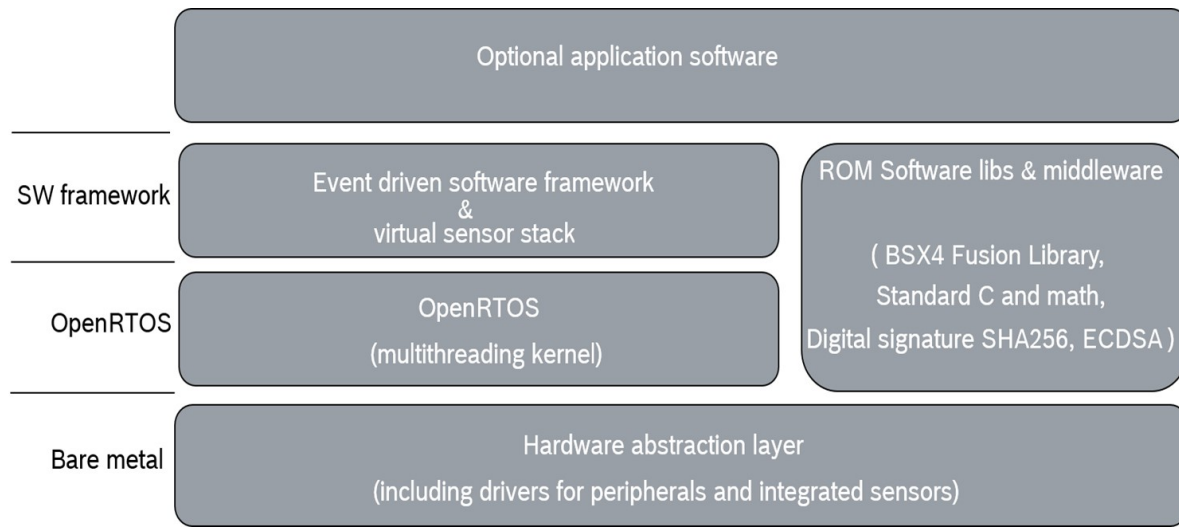 Optional application software
SW framework
Event driven software framework
&
virtual sensor stack
ROM Software libs & middleware
( BSX4 Fusion Library,
Standard C and math,
Digital signature SHA256, ECDSA )
OpenRTOS
OpenRTOS
(multithreading kernel)
Bare metal
Hardware abstraction layer
(including drivers for peripherals and integrated sensors)